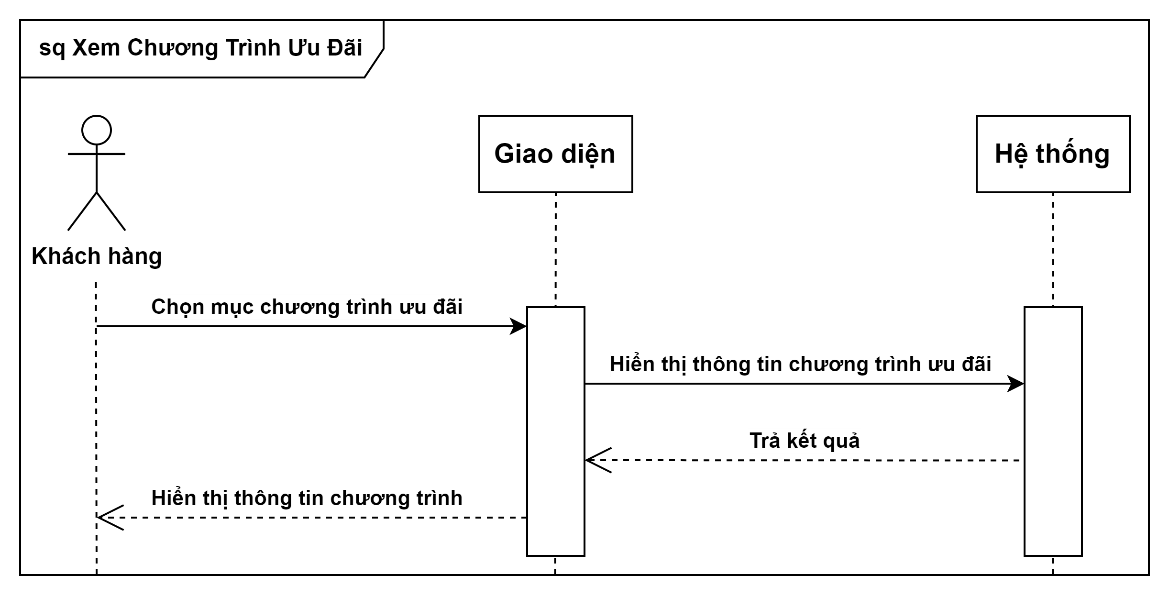 sq Xem Chương Trình Ưu Đãi
Khách hàng
Giao diện
Hệ thống
Chọn mục chương trình ưu đãi
Hiển thị thông tin chương trình ưu đãi
Trả kết quả
Hiển thị thông tin chương trình